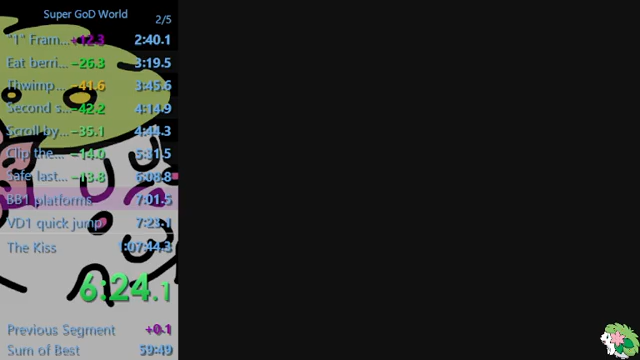 Super GoD World
2/5
"1" Fram... +12.3 2:40.1
Eat berri... -26.3 3:19.5
Thwimp... -41.6 3:45.6
Second s... -42.2 4:14.9
Scroll by... -35.1 4:44.3
Clip the... -14.0 5:31.5
Safe last... -13.8 6:08.8
BB1 platforms 7:01.5
VD1 quick jump 7:23.1
The Kiss 1:07:44.3
6:24.1
Previous Segment +0.1
Sum of Best 59:49